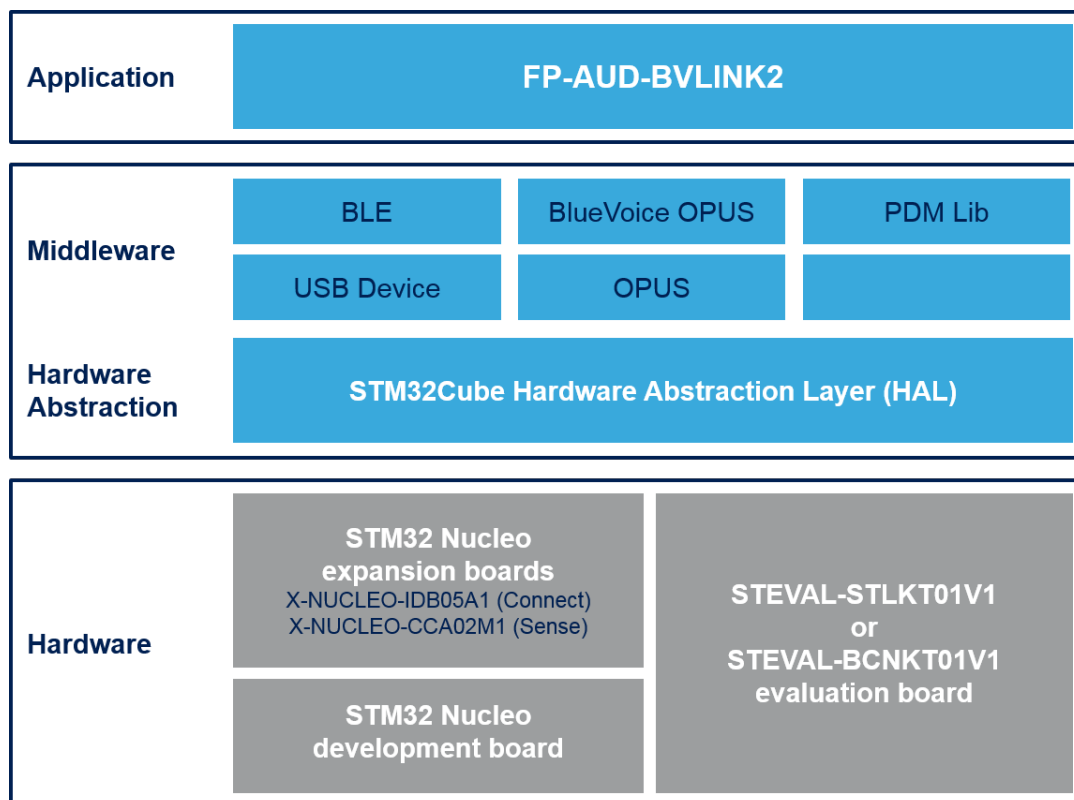 Application
FP-AUD-BVLINK2
Middleware
BLE
BlueVoice OPUS
PDM Lib
USB Device
OPUS
Hardware
Abstraction
STM32Cube Hardware Abstraction Layer (HAL)
Hardware
STM32 Nucleo
expansion boards
X-NUCLEO-IDB05A1 (Connect)
X-NUCLEO-CCA02M1 (Sense)
STM32 Nucleo
development board
STEVAL-STLKT01V1
or
STEVAL-BCNKT01V1
evaluation board